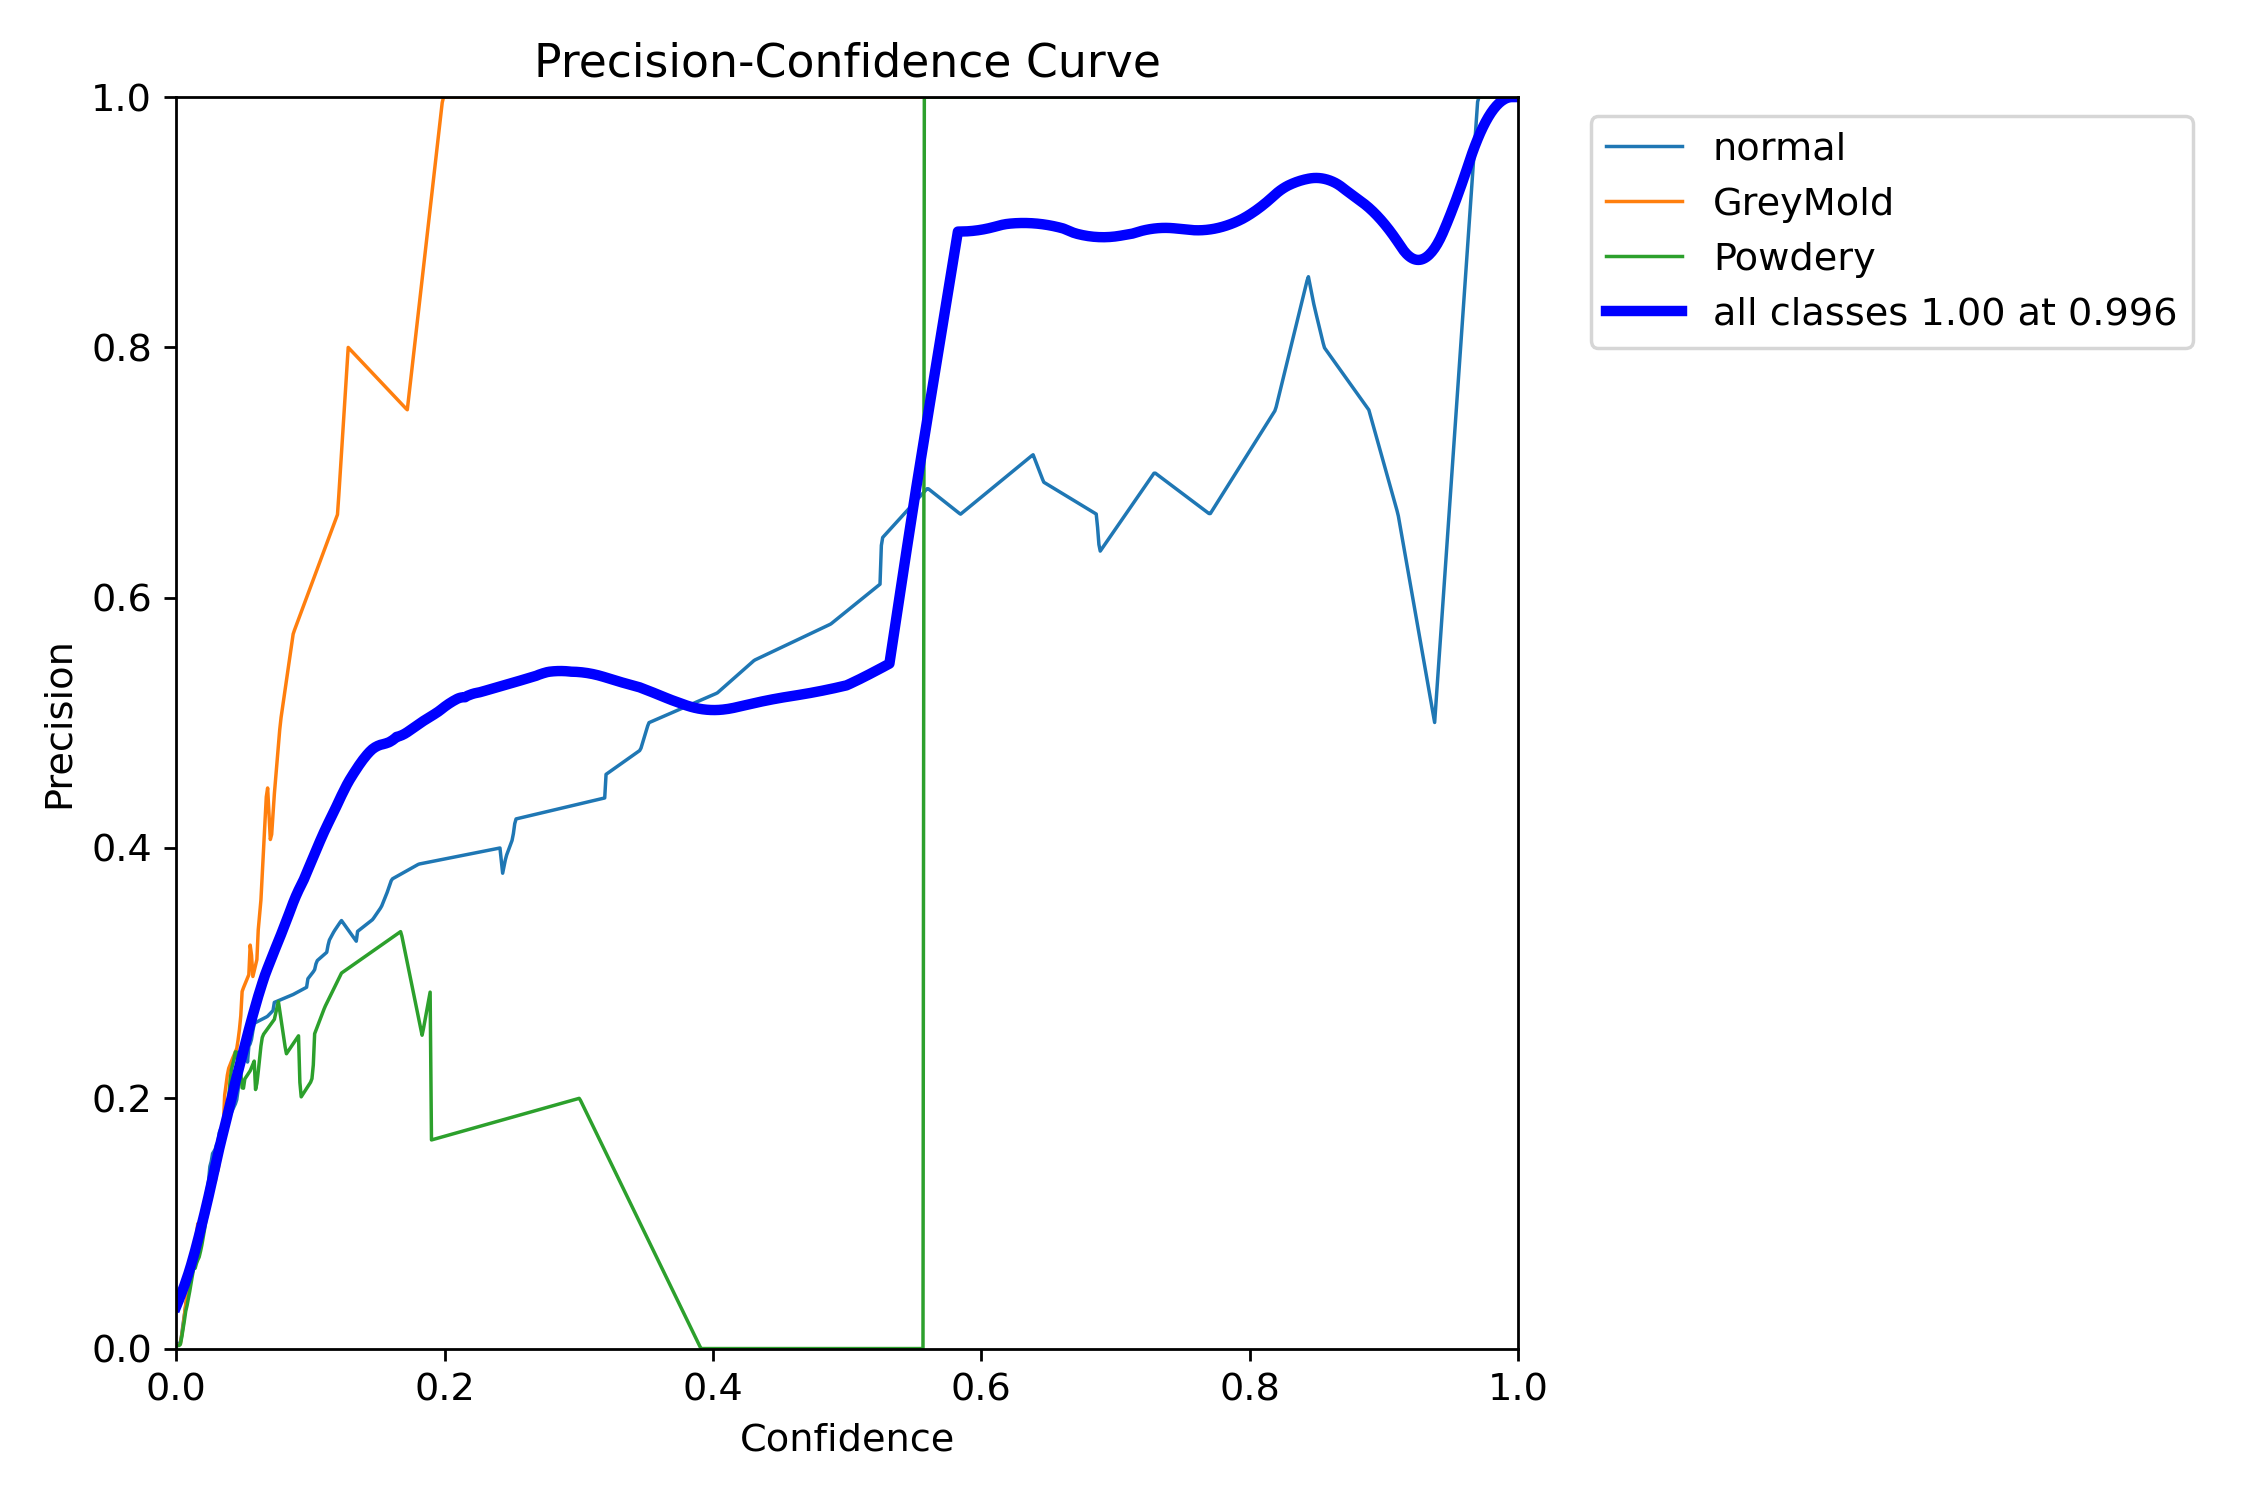 Precision-Confidence Curve
1.0
0.8
0.6
0.4
0.2
0.0
Precision
0.0 0.2 0.4 0.6 0.8 1.0
Confidence
normal
GreyMold
Powdery
all classes 1.00 at 0.996